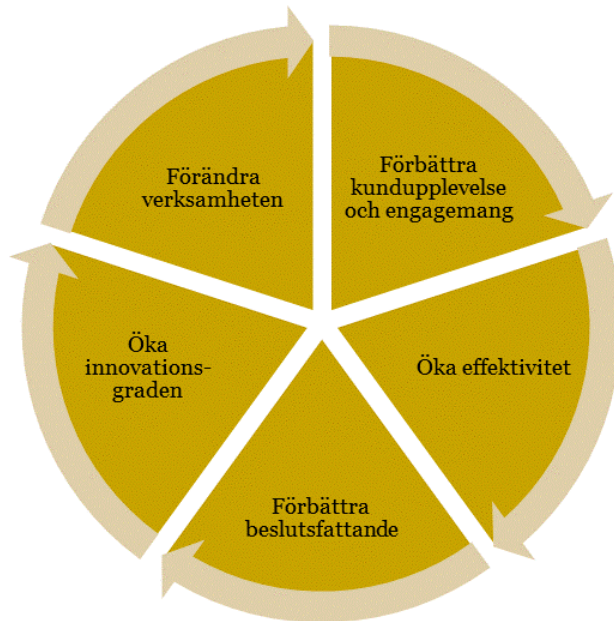 Förbättra
kundupplevelse
och engagemang
Öka effektivitet
Förbättra
beslutsfattande
Öka
innovations-
graden
Förändra
verksamheten